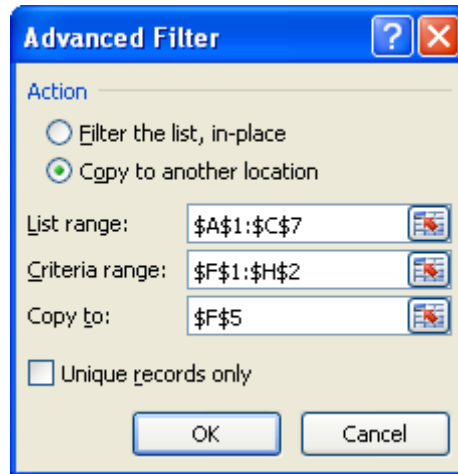 Advanced Filter
Action
Filter the list, in-place
Copy to another location
List range: $A$1:$C$7
Criteria range: $F$1:$H$2
Copy to: $F$5
Unique records only
OK Cancel